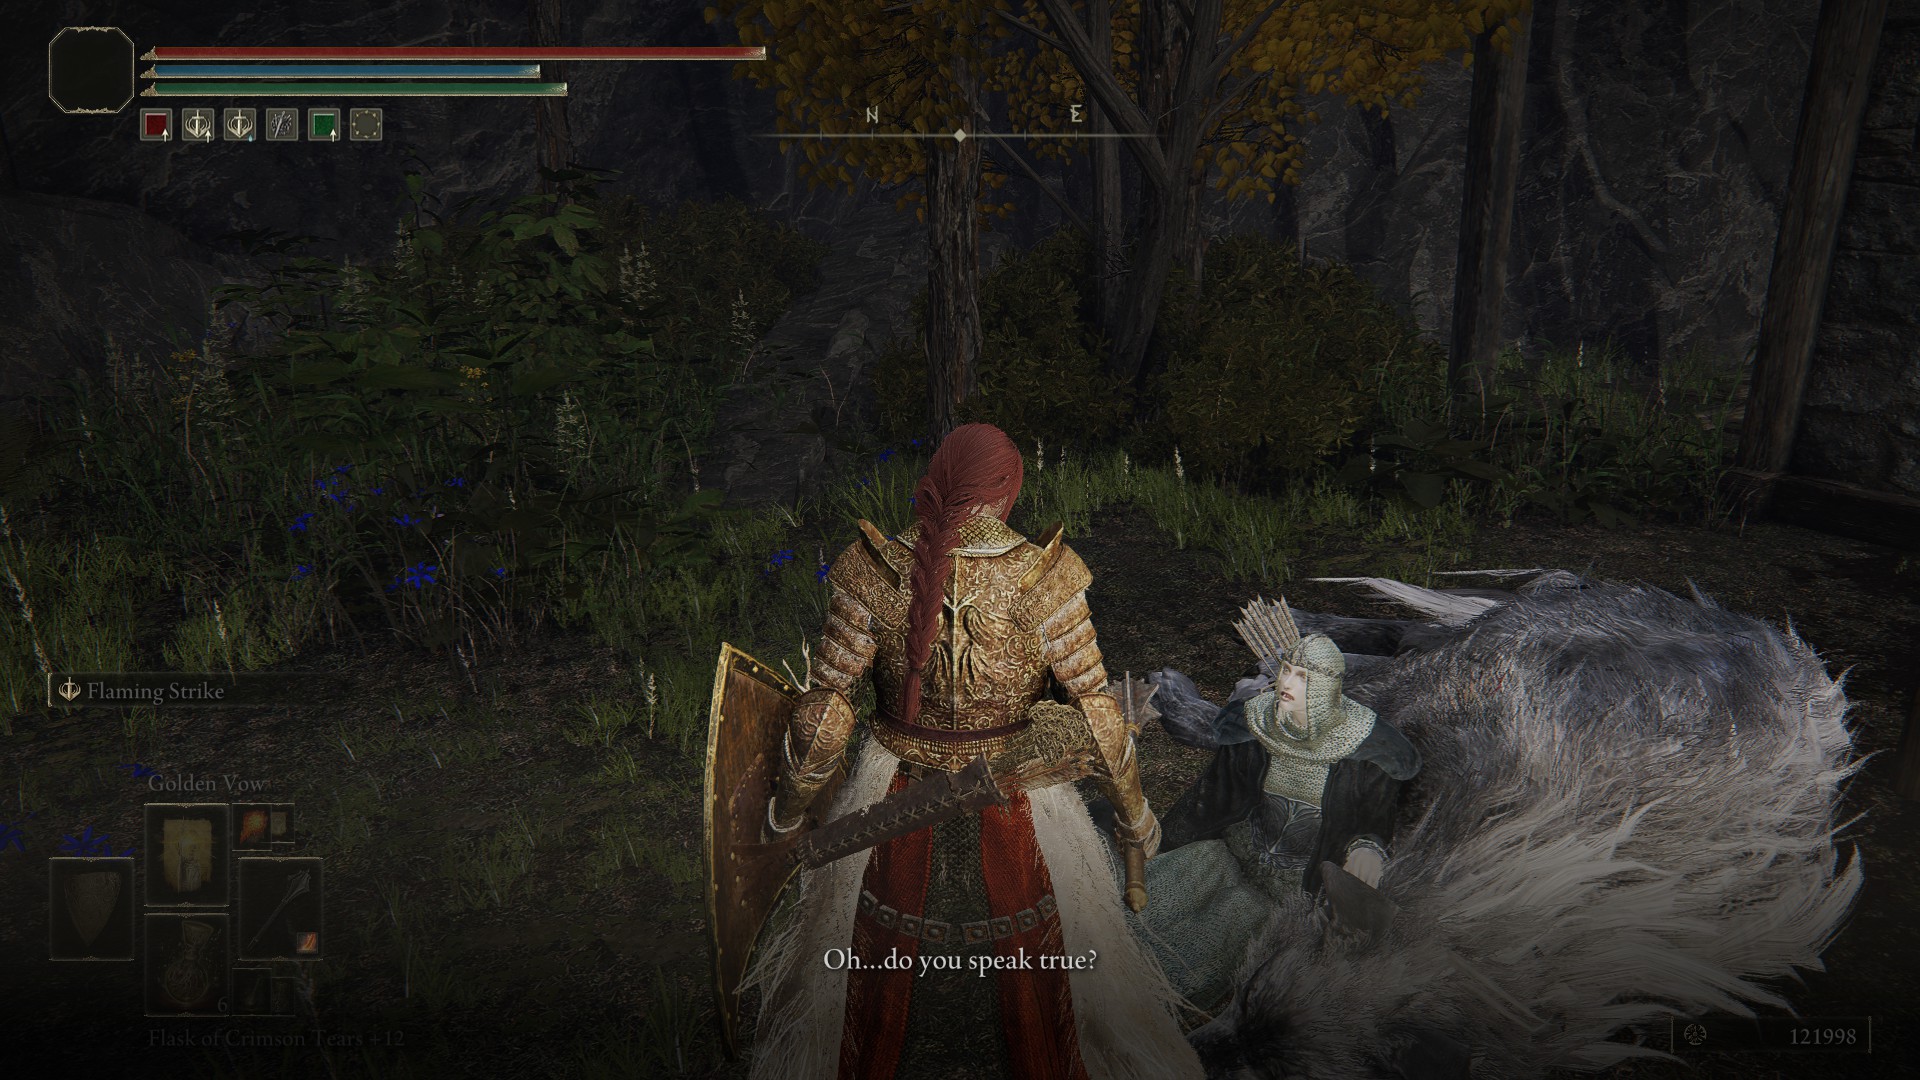 N E
Flaming Strike
Golden Vow
Oh...do you speak true?
6
Flask of Crimson Tears +12
121998